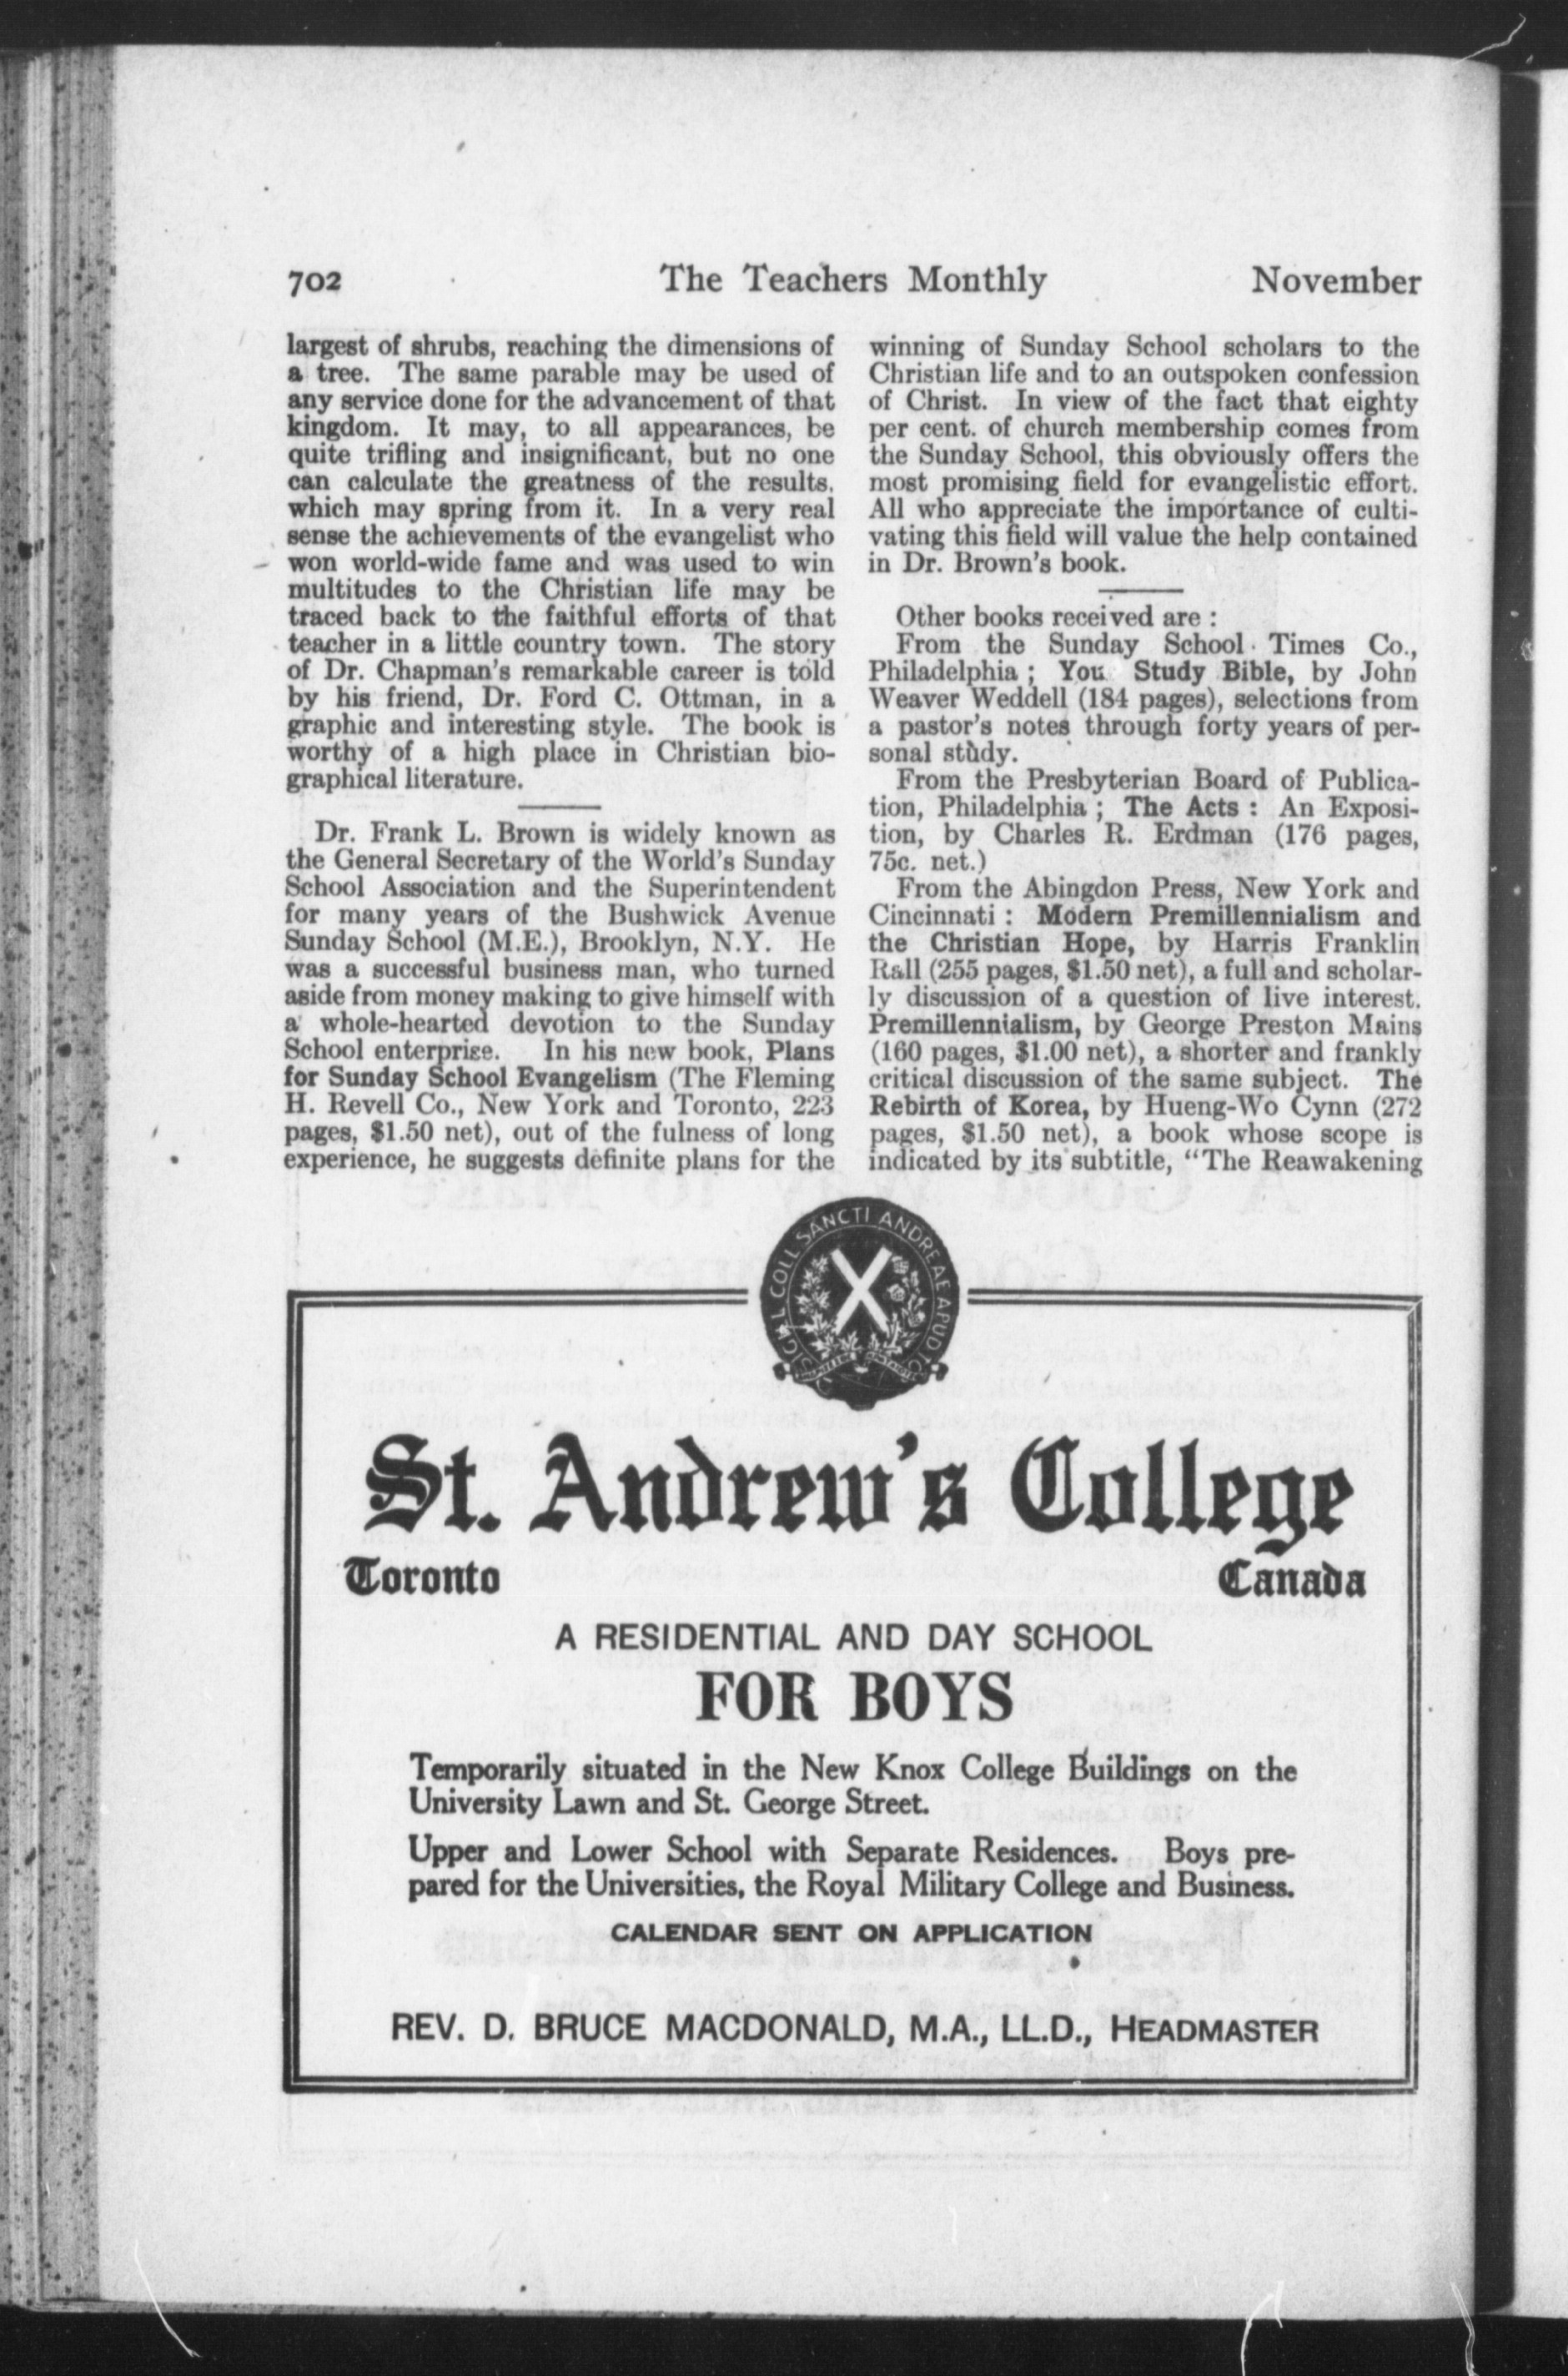 702
The Teachers Monthly
November
largest of shrubs, reaching the dimensions of
a tree. The same parable may be used of
any service done for the advancement of that
kingdom. It may, to all appearances, be
quite trifling and insignificant, but no one
can calculate the greatness of the results,
which may spring from it. In a very real
sense the achievements of the evangelist who
won world-wide fame and was used to win
multitudes to the Christian life may be
traced back to the faithful efforts of that
teacher in a little country town. The story
of Dr. Chapman's remarkable career is told
by his friend, Dr. Ford C. Ottman, in a
graphic and interesting style. The book is
worthy of a high place in Christian bio-
graphical literature.
Dr. Frank L. Brown is widely known as
the General Secretary of the World's Sunday
School Association and the Superintendent
for many years of the Bushwick Avenue
Sunday School (M.E.), Brooklyn, N.Y. He
was a successful business man, who turned
aside from money making to give himself with
a whole-hearted devotion to the Sunday
School enterprise. In his new book, Plans
for Sunday School Evangelism (The Fleming
H. Revell Co., New York and Toronto, 223
pages, $1.50 net), out of the fulness of long
experience, he suggests definite plans for the
winning of Sunday School scholars to the
Christian life and to an outspoken confession
of Christ. In view of the fact that eighty
per cent. of church membership comes from
the Sunday School, this obviously offers the
most promising field for evangelistic effort.
All who appreciate the importance of culti-
vating this field will value the help contained
in Dr. Brown's book.
Other books received are :
From the Sunday School Times Co.,
Philadelphia ; You Study Bible, by John
Weaver Weddell (184 pages), selections from
a pastor's notes through forty years of per-
sonal study.
From the Presbyterian Board of Publica-
tion, Philadelphia ; The Acts : An Exposi-
tion, by Charles R. Erdman (176 pages,
75c. net.)
From the Abingdon Press, New York and
Cincinnati : Modern Premillennialism and
the Christian Hope, by Harris Franklin
Rall (255 pages, $1.50 net), a full and scholar-
ly discussion of a question of live interest.
Premillennialism, by George Preston Mains
(160 pages, $1.00 net), a shorter and frankly
critical discussion of the same subject. The
Rebirth of Korea, by Hueng-Wo Cynn (272
pages, $1.50 net), a book whose scope is
indicated by its subtitle, "The Reawakening
COLL SANCTI ANDREAE APUD
St. Andrew's College
Toronto
Canada
A RESIDENTIAL AND DAY SCHOOL
FOR BOYS
Temporarily situated in the New Knox College Buildings on the
University Lawn and St. George Street.
Upper and Lower School with Separate Residences. Boys pre-
pared for the Universities, the Royal Military College and Business.
CALENDAR SENT ON APPLICATION
REV. D. BRUCE MACDONALD, M.A., LL.D., HEADMASTER